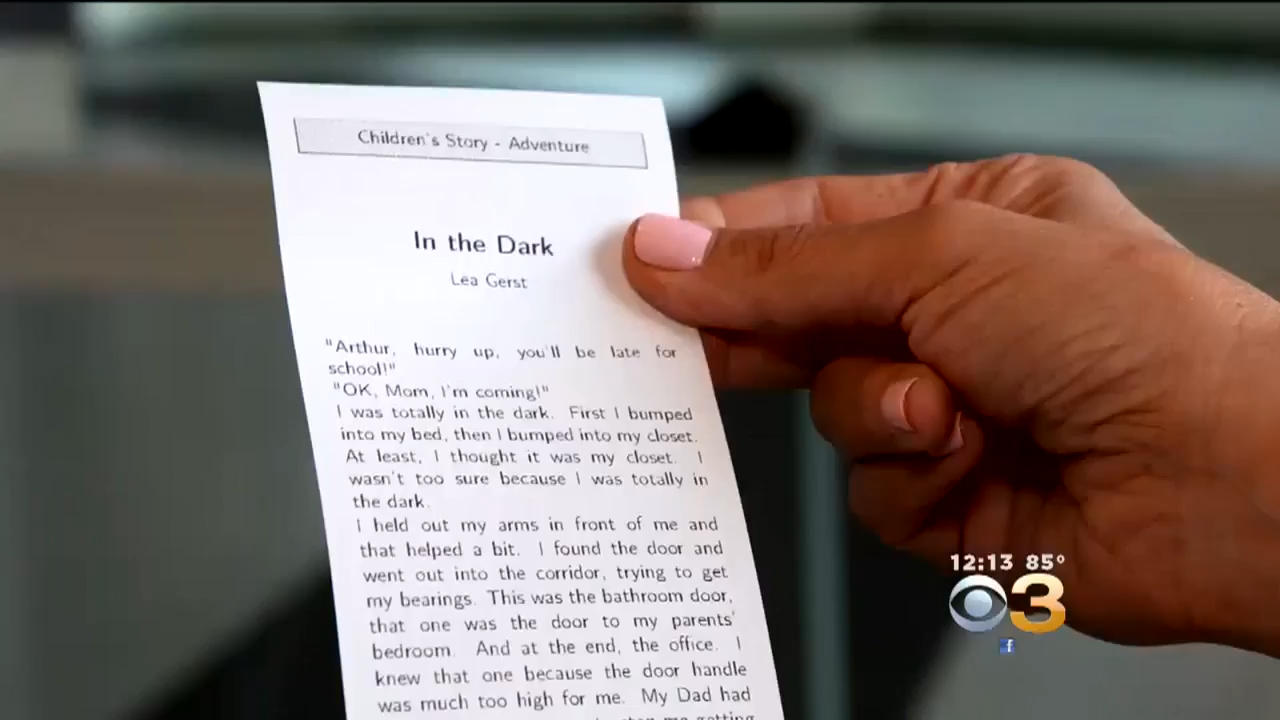 Children's Story - Adventure
In the Dark
Lea Gerst
"Arthur, hurry up, you'll be late for
school!"
"OK, Mom, I'm coming!"
I was totally in the dark. First I bumped
into my bed, then I bumped into my closet.
At least, I thought it was my closet. I
wasn't too sure because I was totally in
the dark.
I held out my arms in front of me and
that helped a bit. I found the door and
went out into the corridor, trying to get
my bearings. This was the bathroom door,
that one was the door to my parents'
bedroom. And at the end, the office. I
knew that one because the door handle
was much too high for me. My Dad had
me getting
12:13 85°
3
f